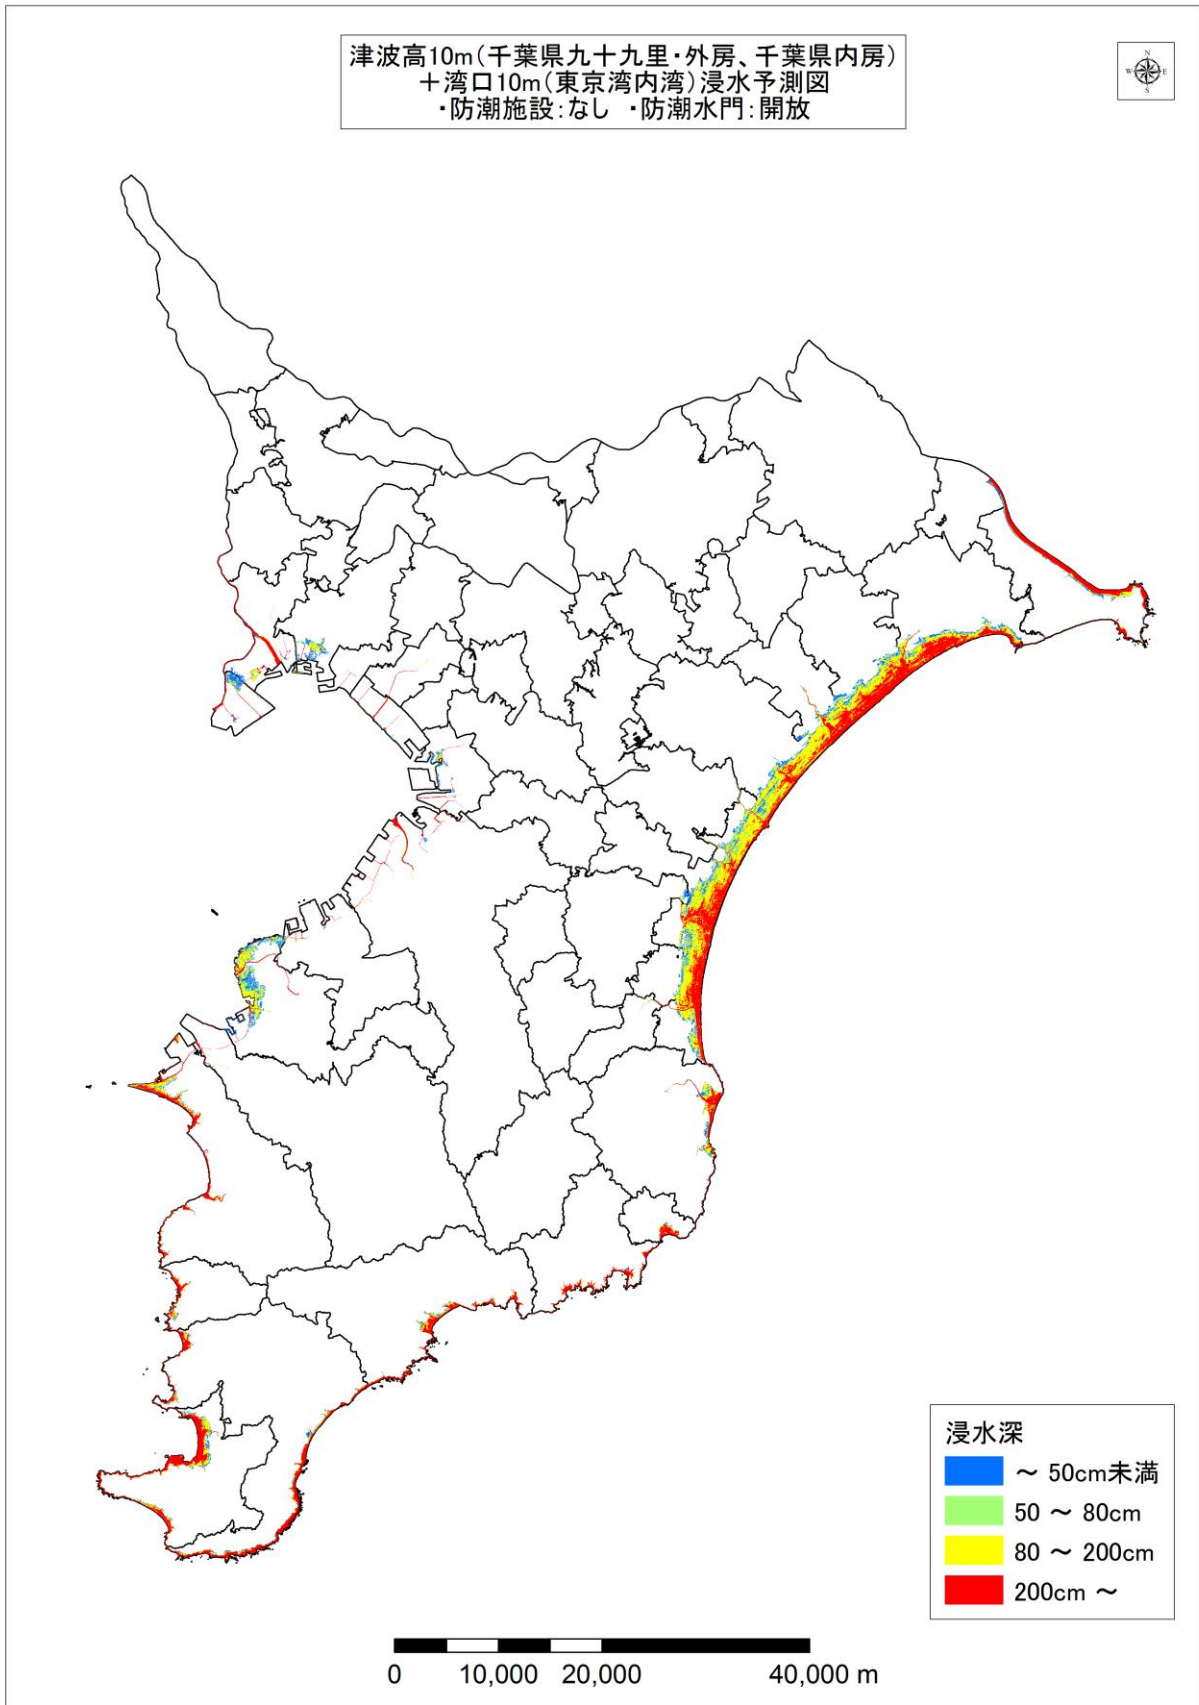 津波高10m(千葉県九十九里・外房、千葉県内房)
+湾口10m(東京湾内湾)浸水予測図
・防潮施設:なし ・防潮水門:開放
N
W E
S
浸水深
~ 50cm未満
50 ~ 80cm
80 ~ 200cm
200cm ~
0 10,000 20,000 40,000 m